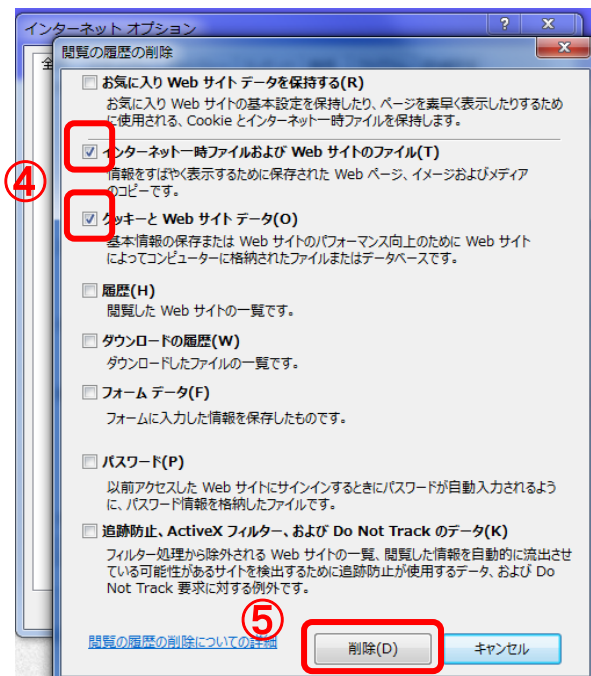 インターネット オプション
閲覧の履歴の削除
全
お気に入り Web サイト データを保持する(R)
お気に入り Web サイトの基本設定を保持したり、ページを素早く表示したりするため
に使用される、Cookie とインターネット一時ファイルを保持します。
④
インターネット一時ファイルおよび Web サイトのファイル(T)
情報をすばやく表示するために保存された Web ページ、イメージおよびメディア
のコピーです。
クッキーと Web サイト データ(O)
基本情報の保存または Web サイトのパフォーマンス向上のために Web サイト
によってコンピューターに格納されたファイルまたはデータベースです。
履歴(H)
閲覧した Web サイトの一覧です。
ダウンロードの履歴(W)
ダウンロードしたファイルの一覧です。
フォーム データ(F)
フォームに入力した情報を保存したものです。
パスワード(P)
以前アクセスした Web サイトにサインインするときにパスワードが自動入力されるよう
に、パスワード情報を格納したファイルです。
追跡防止、ActiveX フィルター、および Do Not Track のデータ(K)
フィルター処理から除外される Web サイトの一覧、閲覧した情報を自動的に流出させ
ている可能性があるサイトを検出するために追跡防止が使用するデータ、および Do
Not Track 要求に対する例外です。
⑤
閲覧の履歴の削除についての詳細
削除(D)
キャンセル